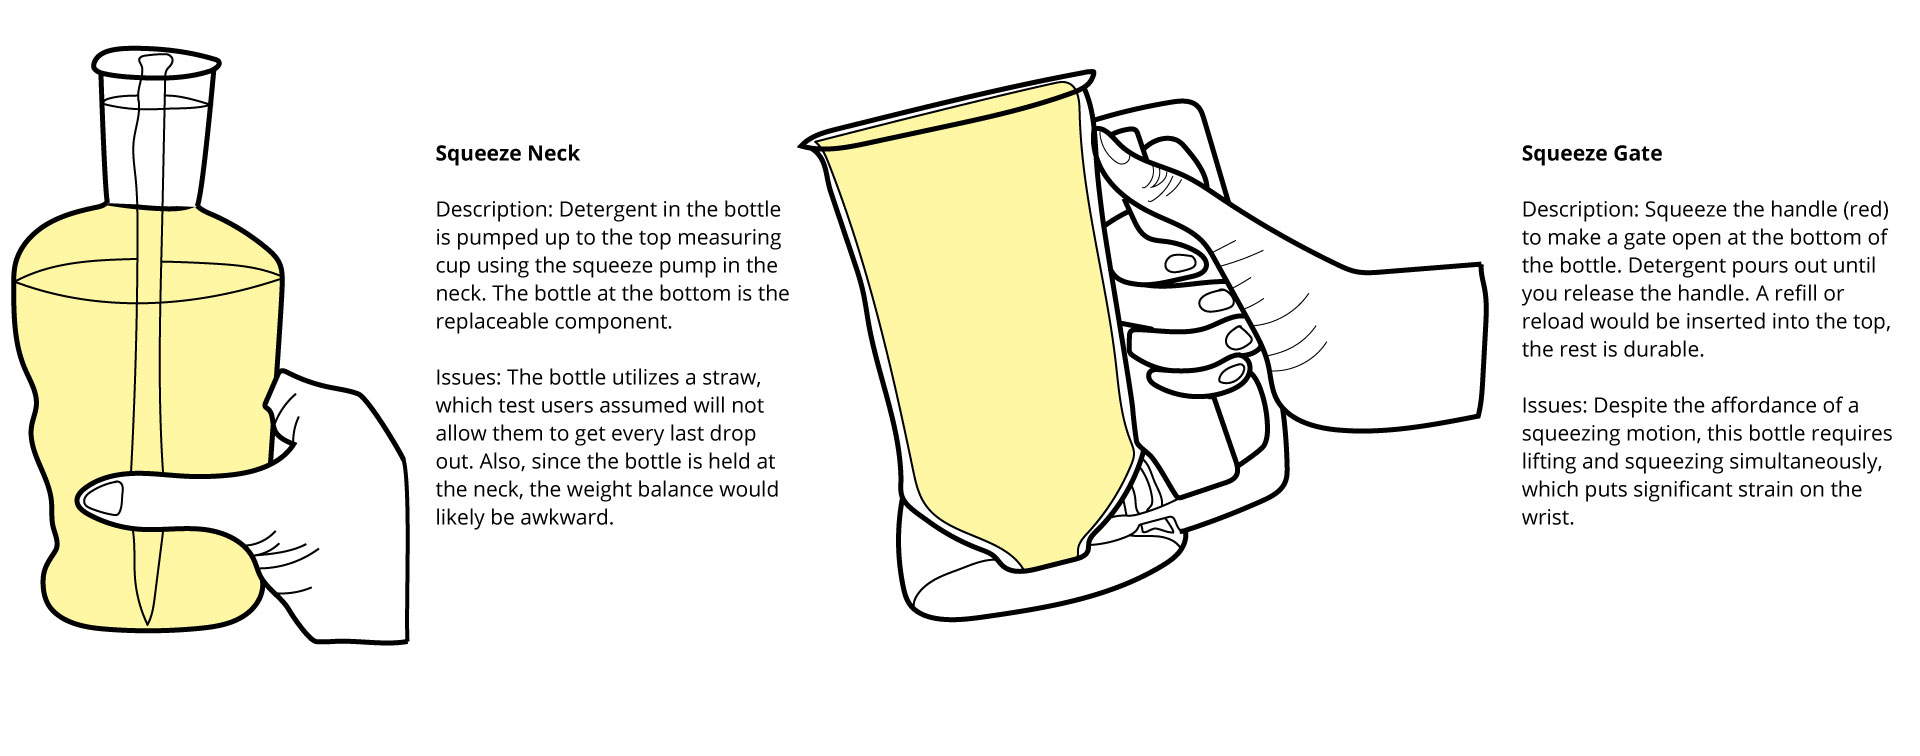 Squeeze Neck
Description: Detergent in the bottle
is pumped up to the top measuring
cup using the squeeze pump in the
neck. The bottle at the bottom is the
replaceable component.
Issues: The bottle utilizes a straw,
which test users assumed will not
allow them to get every last drop
out. Also, since the bottle is held at
the neck, the weight balance would
likely be awkward.
Squeeze Gate
Description: Squeeze the handle (red)
to make a gate open at the bottom of
the bottle. Detergent pours out until
you release the handle. A refill or
reload would be inserted into the top,
the rest is durable.
Issues: Despite the affordance of a
squeezing motion, this bottle requires
lifting and squeezing simultaneously,
which puts significant strain on the
wrist.